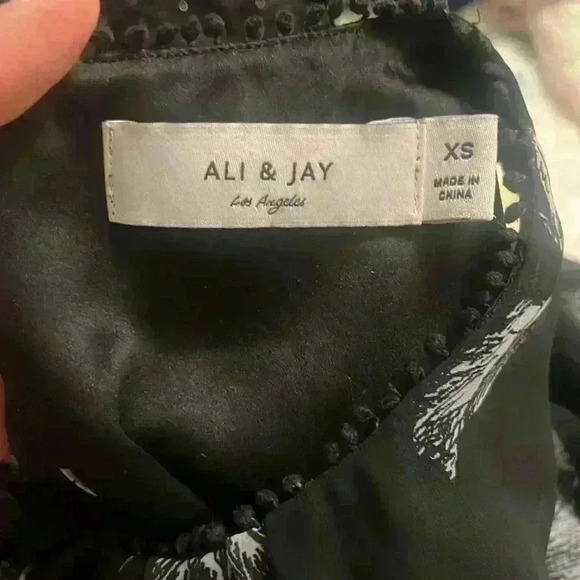 ALI & JAY
Los Angeles
XS
MADE IN
CHINA